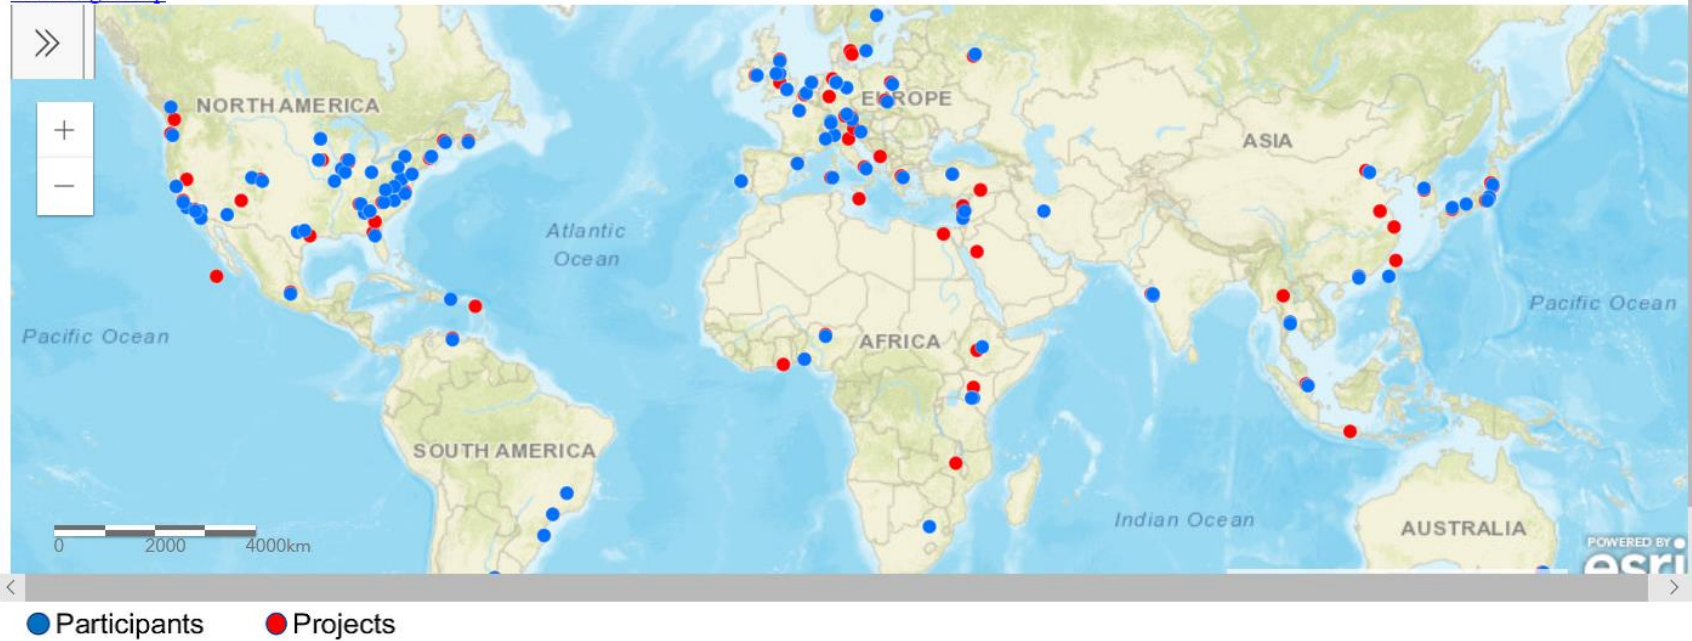 NORTH AMERICA
EUROPE
ASIA
Atlantic
Ocean
Pacific Ocean
Pacific Ocean
AFRICA
SOUTH AMERICA
Indian Ocean
AUSTRALIA
0 2000 4000km
POWERED BY
esri
Participants Projects